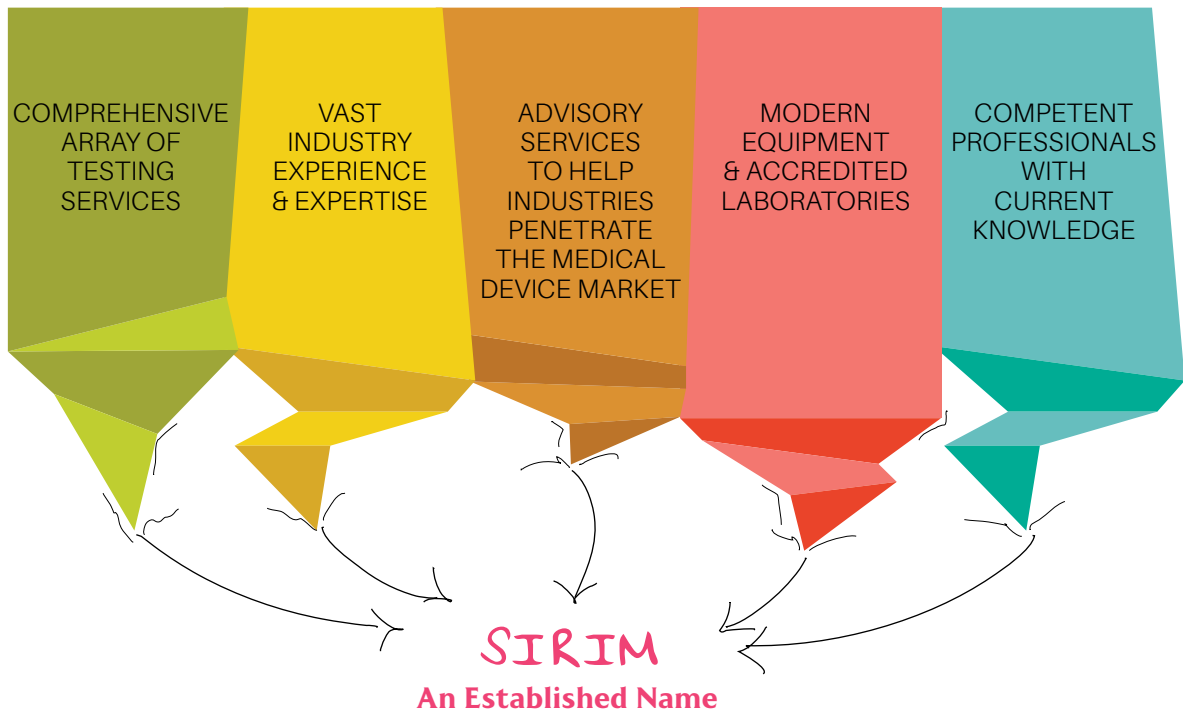 COMPREHENSIVE
ARRAY OF
TESTING
SERVICES
VAST
INDUSTRY
EXPERIENCE
& EXPERTISE
ADVISORY
SERVICES
TO HELP
INDUSTRIES
PENETRATE
THE MEDICAL
DEVICE MARKET
MODERN
EQUIPMENT
& ACCREDITED
LABORATORIES
COMPETENT
PROFESSIONALS
WITH
CURRENT
KNOWLEDGE
SIRIM
An Established Name